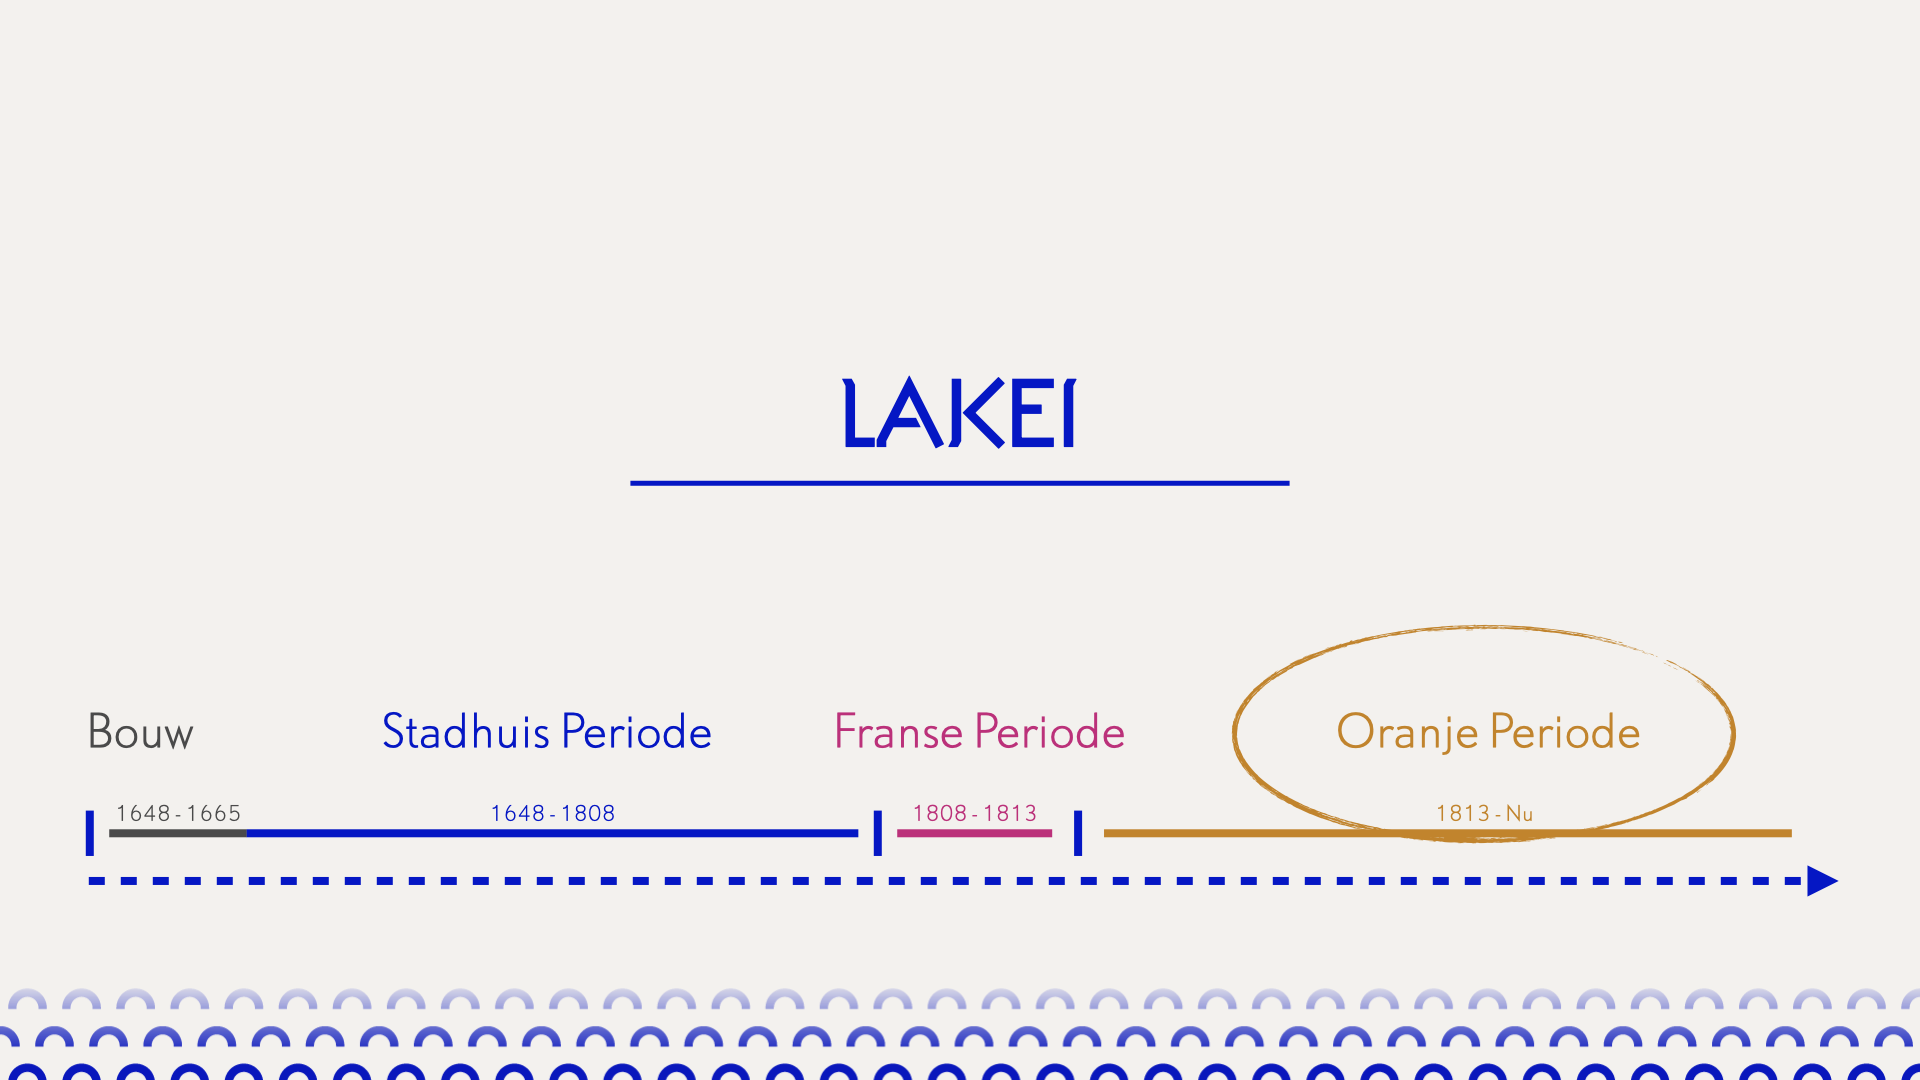 LAKEI
Bouw Stadhuis Periode Franse Periode Oranje Periode
1648 - 1665 1648 - 1808 1808 - 1813 1813 - Nu